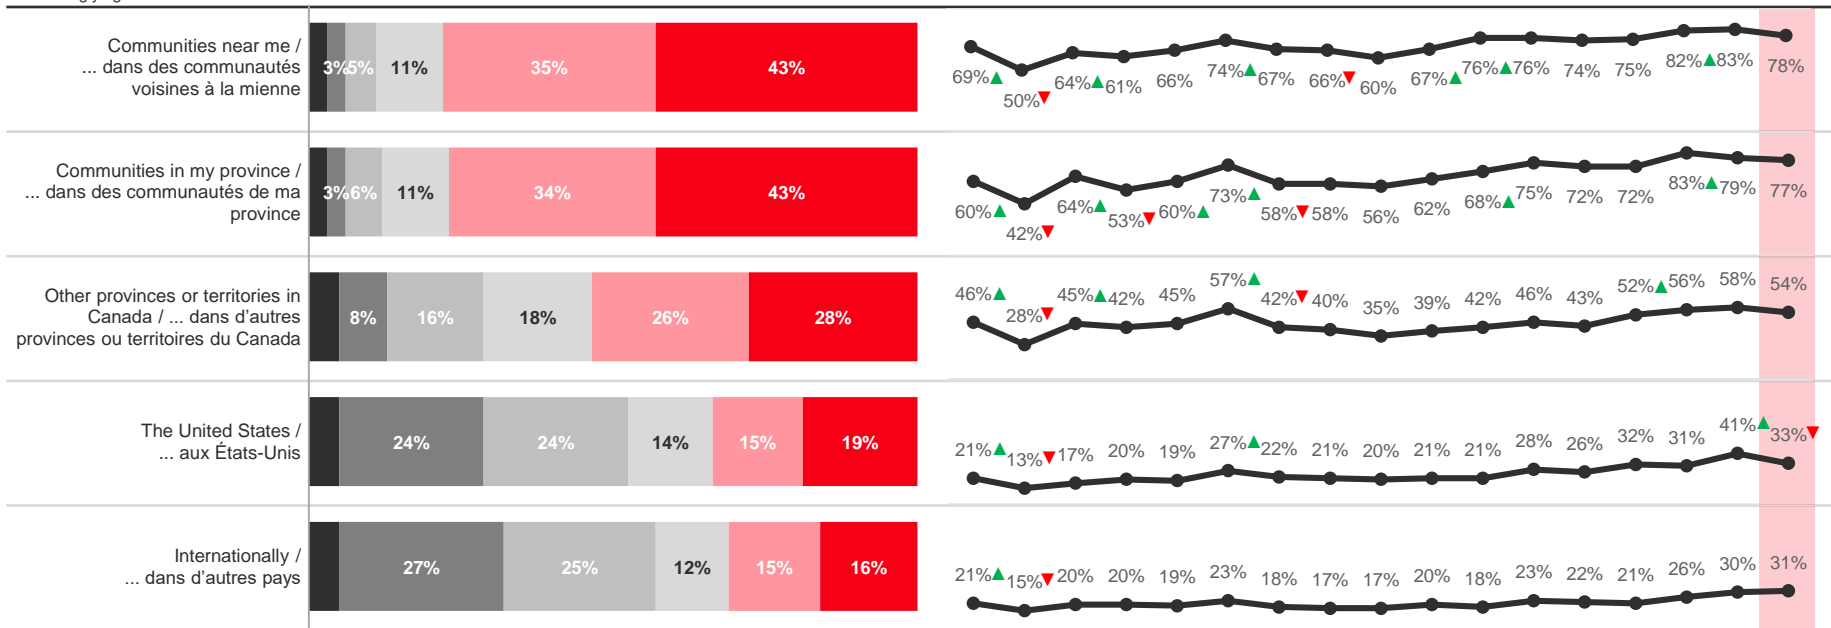 Communities near me /
... dans des communautés
voisines à la mienne
3% 5% 11% 35% 43%
69% 50% 64% 61% 66% 74% 67% 66% 60% 67% 76% 76% 74% 75% 82% 83% 78%
Communities in my province /
... dans des communautés de ma
province
3% 6% 11% 34% 43%
60% 42% 64% 53% 60% 73% 58% 58% 56% 62% 68% 75% 72% 72% 83% 79% 77%
Other provinces or territories in
Canada / ... dans d'autres
provinces ou territoires du Canada
8% 16% 18% 26% 28%
46% 28% 45% 42% 45% 57% 42% 40% 35% 39% 42% 46% 43% 52% 56% 58% 54%
The United States /
... aux États-Unis
24% 24% 14% 15% 19%
21% 13% 17% 20% 19% 27% 22% 21% 20% 21% 21% 28% 26% 32% 31% 41% 33%
Internationally /
... dans d'autres pays
27% 25% 12% 15% 16%
21% 15% 20% 20% 19% 23% 18% 17% 17% 20% 18% 23% 22% 21% 26% 30% 31%